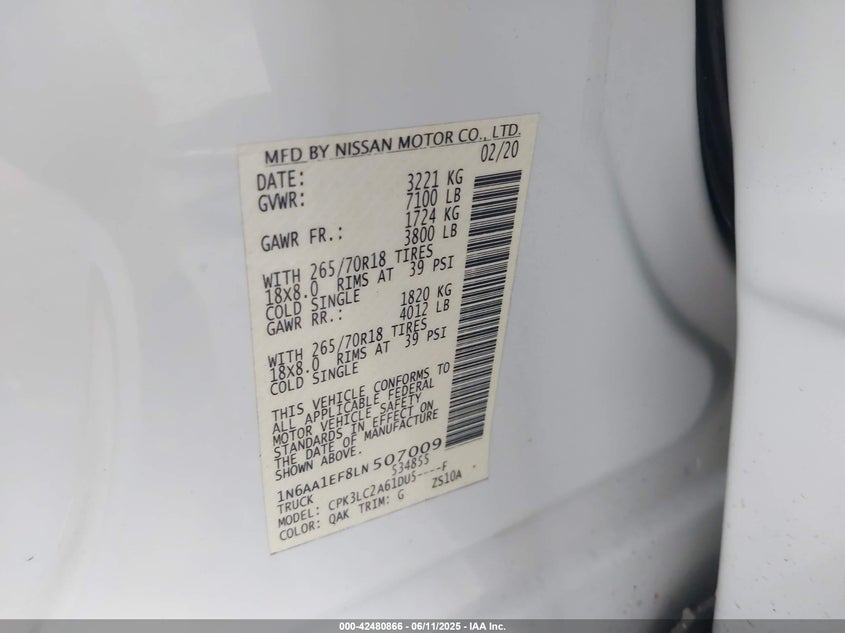 MFD BY NISSAN MOTOR CO., LTD.
DATE: 02/20
GVWR: 3221 KG
7100 LB
GAWR FR.: 1724 KG
3800 LB
WITH 265/70R18 TIRES
18X8.0 RIMS AT 39 PSI
COLD SINGLE
GAWR RR.: 1820 KG
4012 LB
WITH 265/70R18 TIRES
18X8.0 RIMS AT 39 PSI
COLD SINGLE
THIS VEHICLE CONFORMS TO
ALL APPLICABLE FEDERAL
MOTOR VEHICLE SAFETY
STANDARDS IN EFFECT ON
THE DATE OF MANUFACTURE
SHOWN ABOVE.
1N6AA1EF8LN 507009
TRUCK 534855
MODEL: CPK3LC2A61DU5----F
COLOR: QAK TRIM: G ZS10A
000-42480866 - 06/11/2025 - IAA Inc.